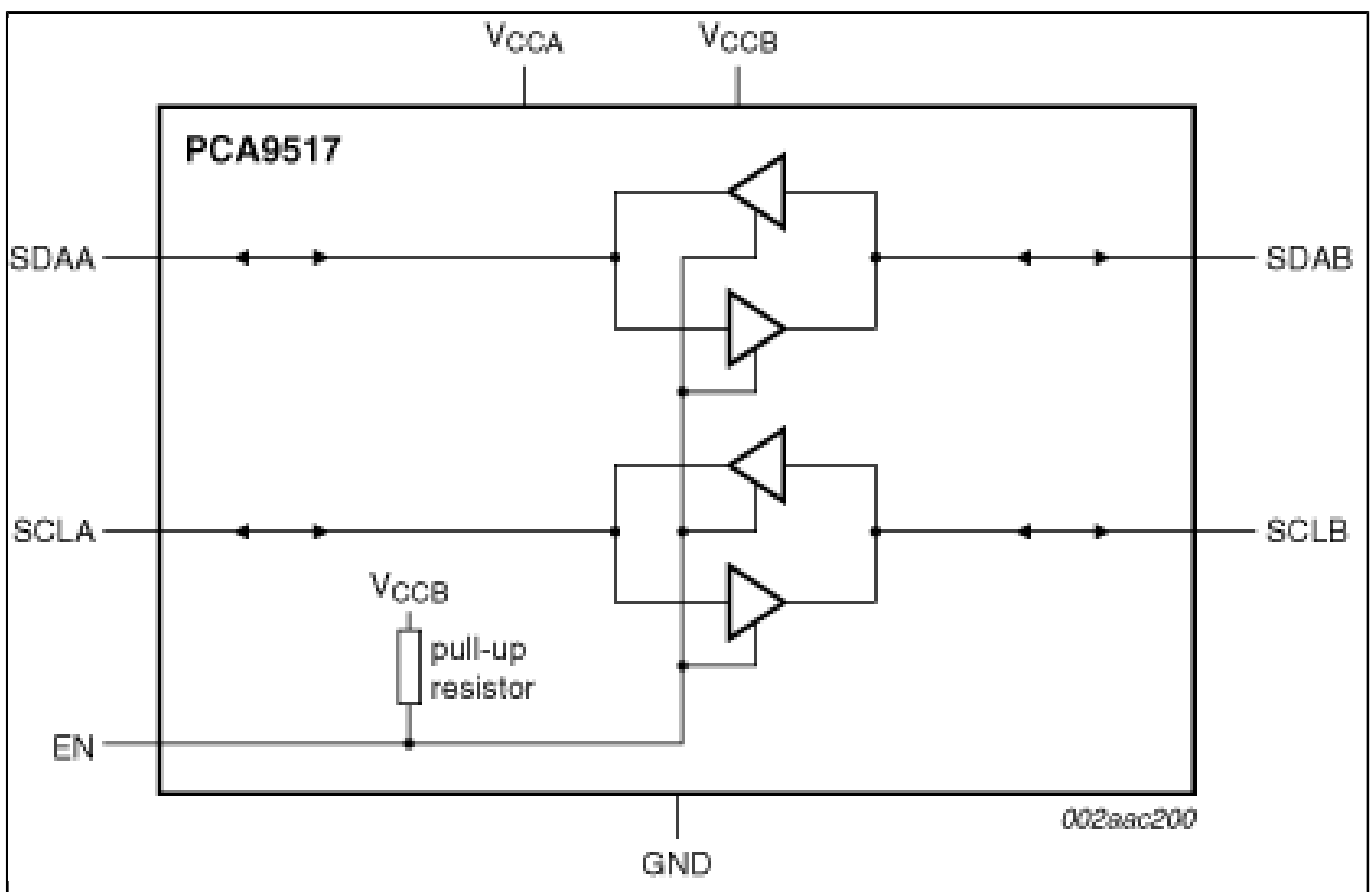 VCCA VCCB
PCA9517
SDAA SDAB
SCLA SCLB
VCCB
pull-up
resistor
EN
002aac200
GND